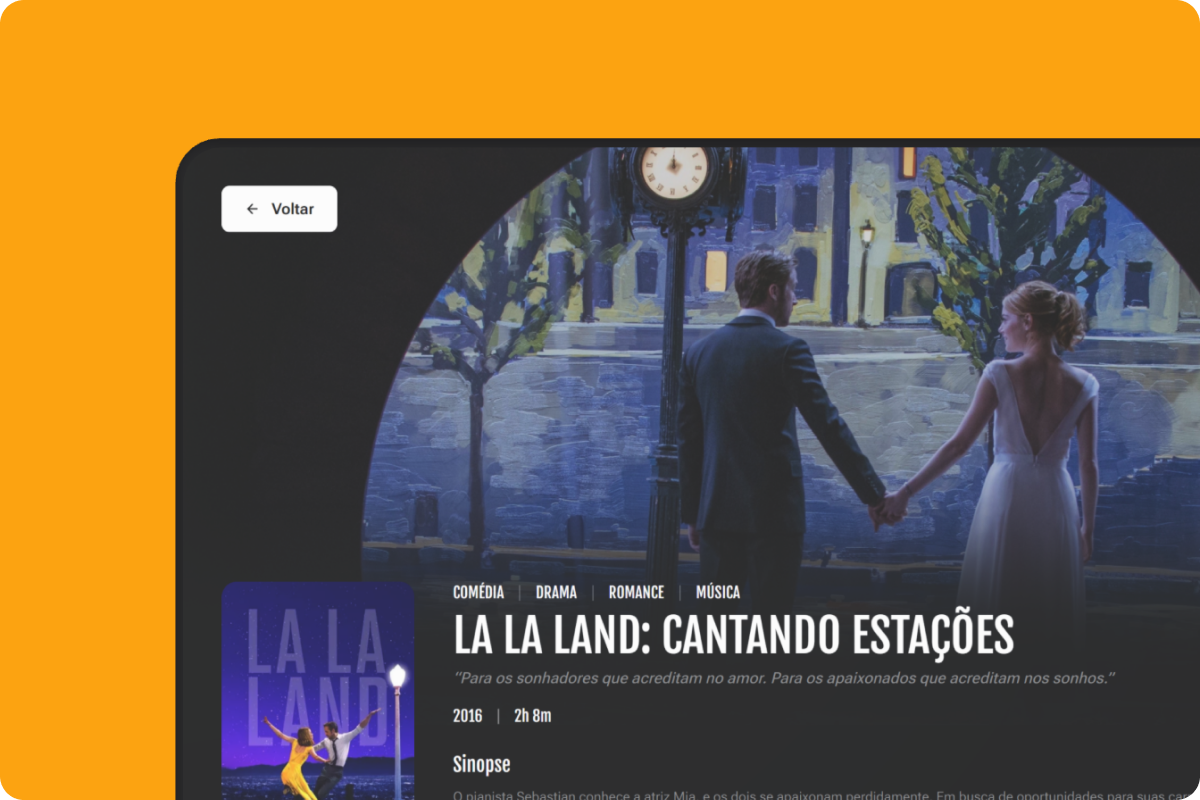 ← Voltar
COMÉDIA | DRAMA | ROMANCE | MÚSICA
LA LA LAND: CANTANDO ESTAÇÕES
“Para os sonhadores que acreditam no amor. Para os apaixonados que acreditam nos sonhos.”
2016 | 2h 8m
Sinopse
O pianista Sebastian conhece a atriz Mia, e os dois se apaixonam perdidamente. Em busca de oportunidades para suas
LA LA
LAND